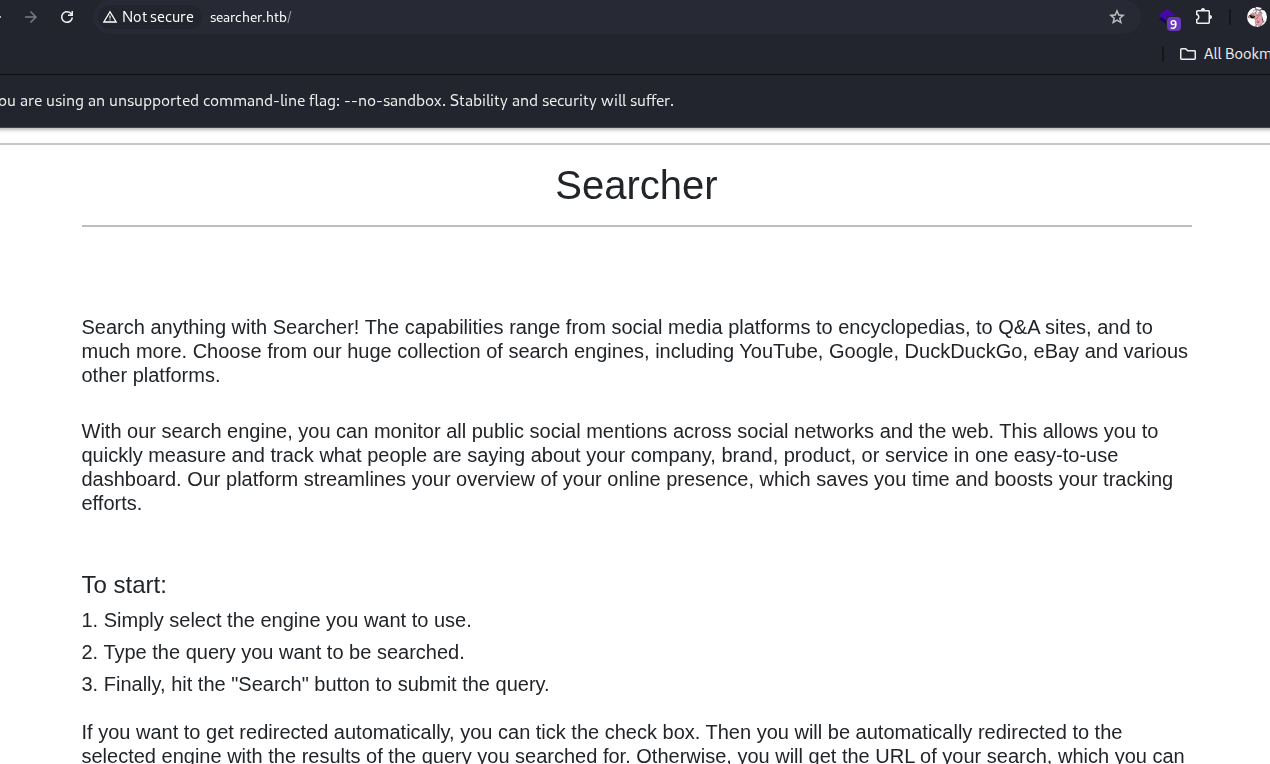 Not secure searcher.htb/
9
All Bookm
ou are using an unsupported command-line flag: --no-sandbox. Stability and security will suffer.
Searcher
Search anything with Searcher! The capabilities range from social media platforms to encyclopedias, to Q&A sites, and to
much more. Choose from our huge collection of search engines, including YouTube, Google, DuckDuckGo, eBay and various
other platforms.
With our search engine, you can monitor all public social mentions across social networks and the web. This allows you to
quickly measure and track what people are saying about your company, brand, product, or service in one easy-to-use
dashboard. Our platform streamlines your overview of your online presence, which saves you time and boosts your tracking
efforts.
To start:
1. Simply select the engine you want to use.
2. Type the query you want to be searched.
3. Finally, hit the "Search" button to submit the query.
If you want to get redirected automatically, you can tick the check box. Then you will be automatically redirected to the
selected engine with the results of the query you searched for. Otherwise, you will get the URL of your search, which you can